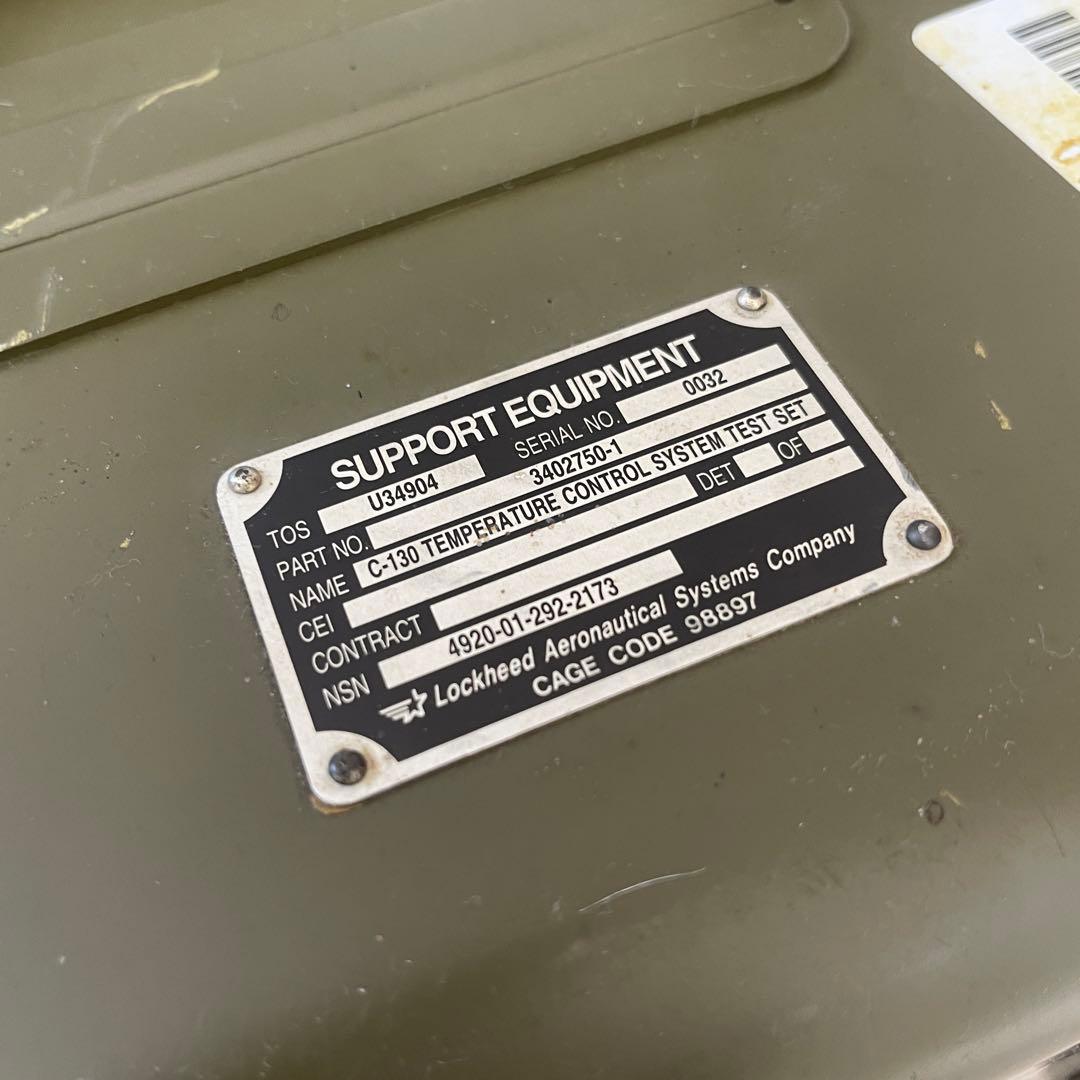 SUPPORT EQUIPMENT
TOS U34904 SERIAL NO. 0032
PART NO. 3402750-1
NAME C-130 TEMPERATURE CONTROL SYSTEM TEST SET
CEI DET OF
CONTRACT
NSN 4920-01-292-2173
Lockheed Aeronautical Systems Company
CAGE CODE 98897